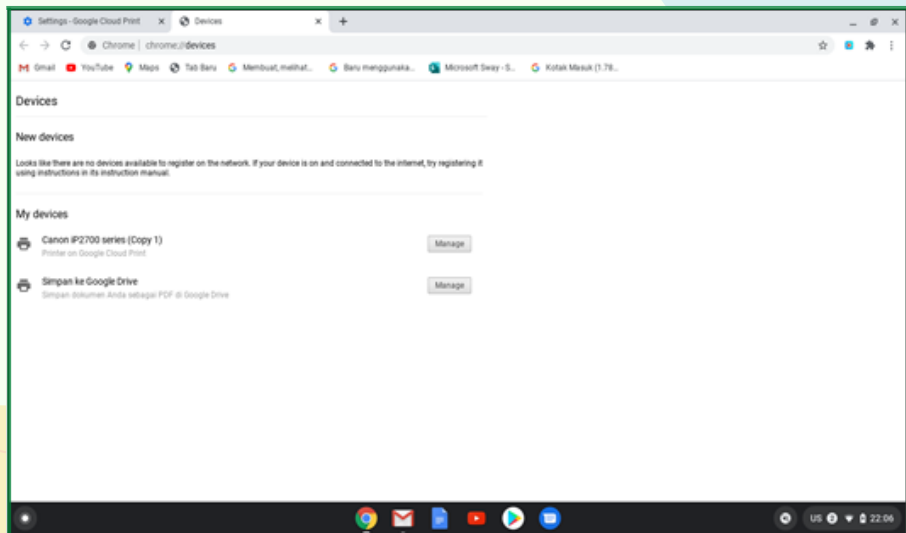 Settings - Google Cloud Print
Devices
Chrome | chrome://devices
Gmail YouTube Maps Tab Baru Membuat, melihat... Baru menggunaka... Microsoft Sway - S... Kotak Masuk (1.78...
Devices
New devices
Looks like there are no devices available to register on the network. If your device is on and connected to the internet, try registering it
using instructions in its instruction manual.
My devices
Canon iP2700 series (Copy 1)
Manage
Printer on Google Cloud Print
Simpan ke Google Drive
Manage
Simpan dokumen Anda sebagai PDF di Google Drive
US 2 22:06